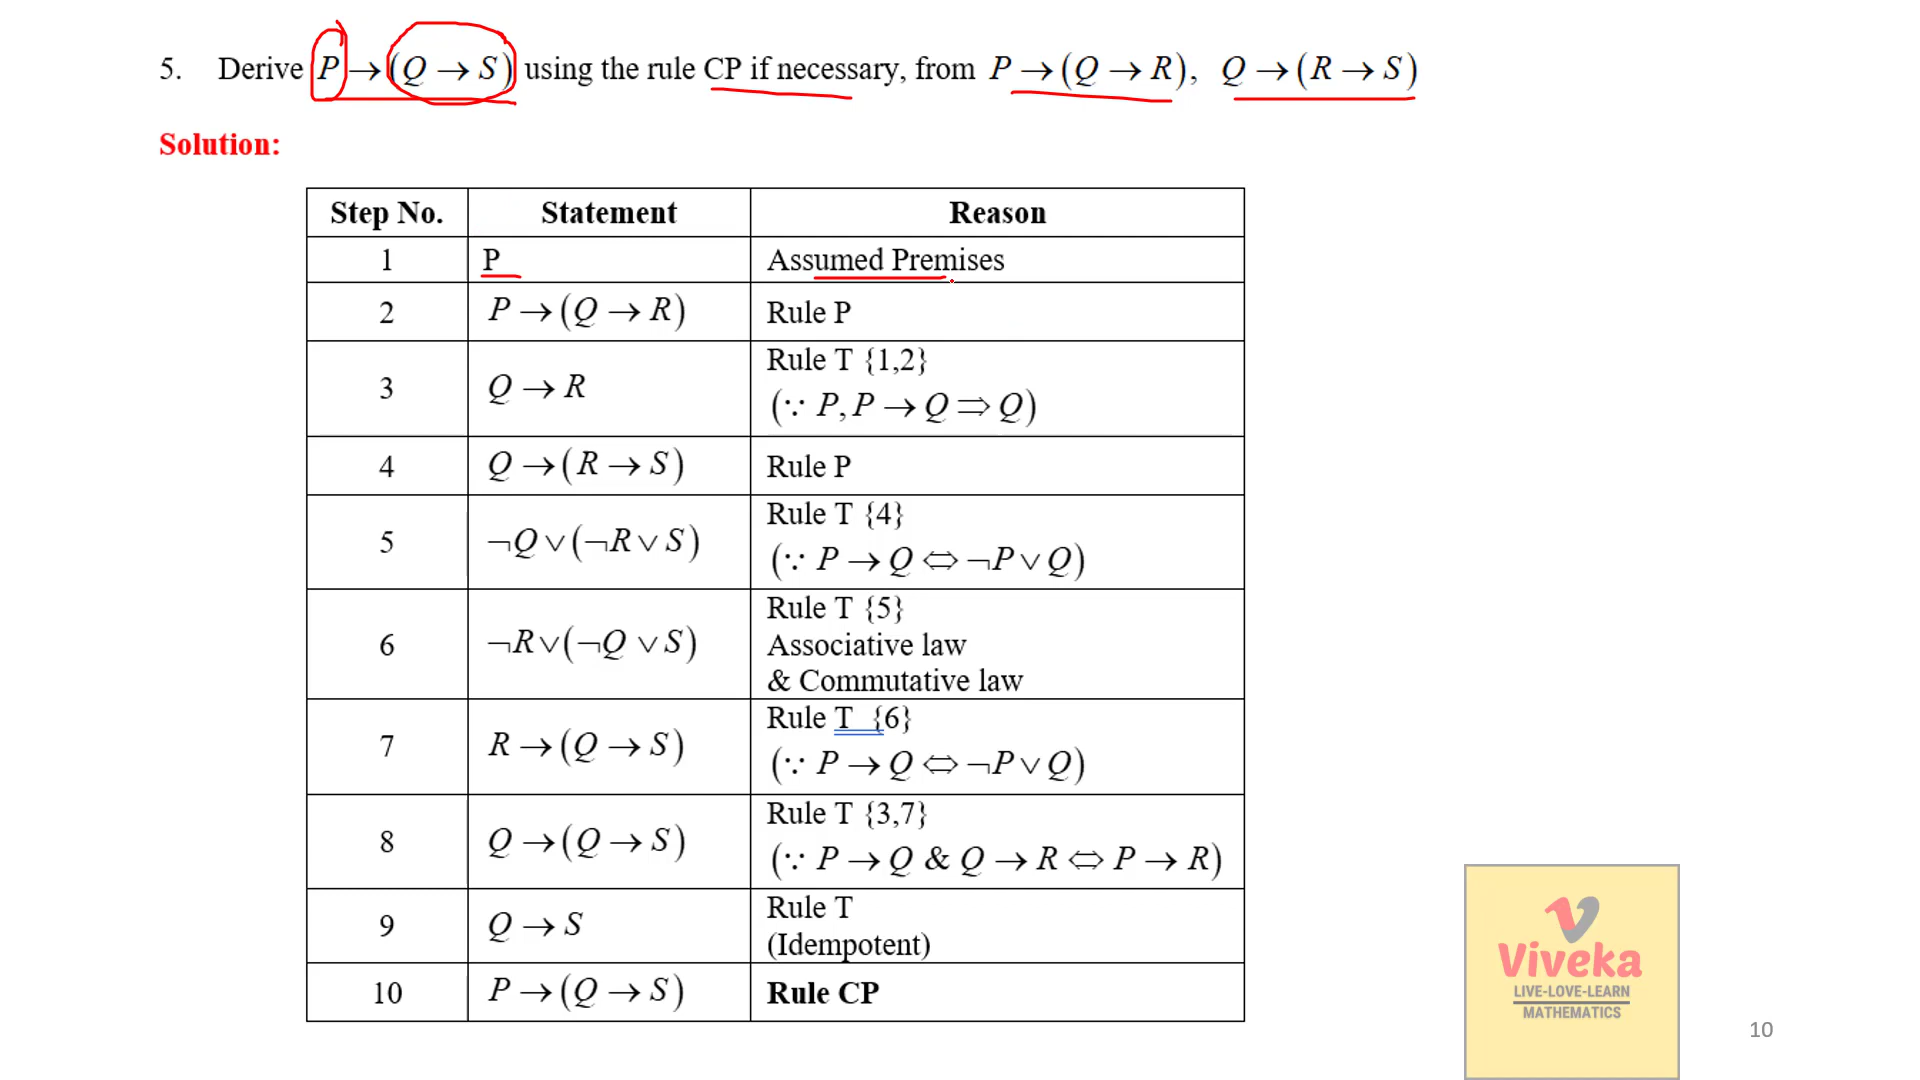 5. Derive P → (Q → S) using the rule CP if necessary, from P → (Q → R), Q → (R → S)
Solution:
Step No. Statement Reason
1 P Assumed Premises
2 P → (Q → R) Rule P
3 Q → R Rule T {1,2}
(∵ P, P → Q ⇒ Q)
4 Q → (R → S) Rule P
5 ¬Q ∨ (¬R ∨ S) Rule T {4}
(∵ P → Q ⇔ ¬P ∨ Q)
6 ¬R ∨ (¬Q ∨ S) Rule T {5}
Associative law
& Commutative law
7 R → (Q → S) Rule T {6}
(∵ P → Q ⇔ ¬P ∨ Q)
8 Q → (Q → S) Rule T {3,7}
(∵ P → Q & Q → R ⇔ P → R)
9 Q → S Rule T
(Idempotent)
10 P → (Q → S) Rule CP
Viveka
LIVE-LOVE-LEARN
MATHEMATICS
10